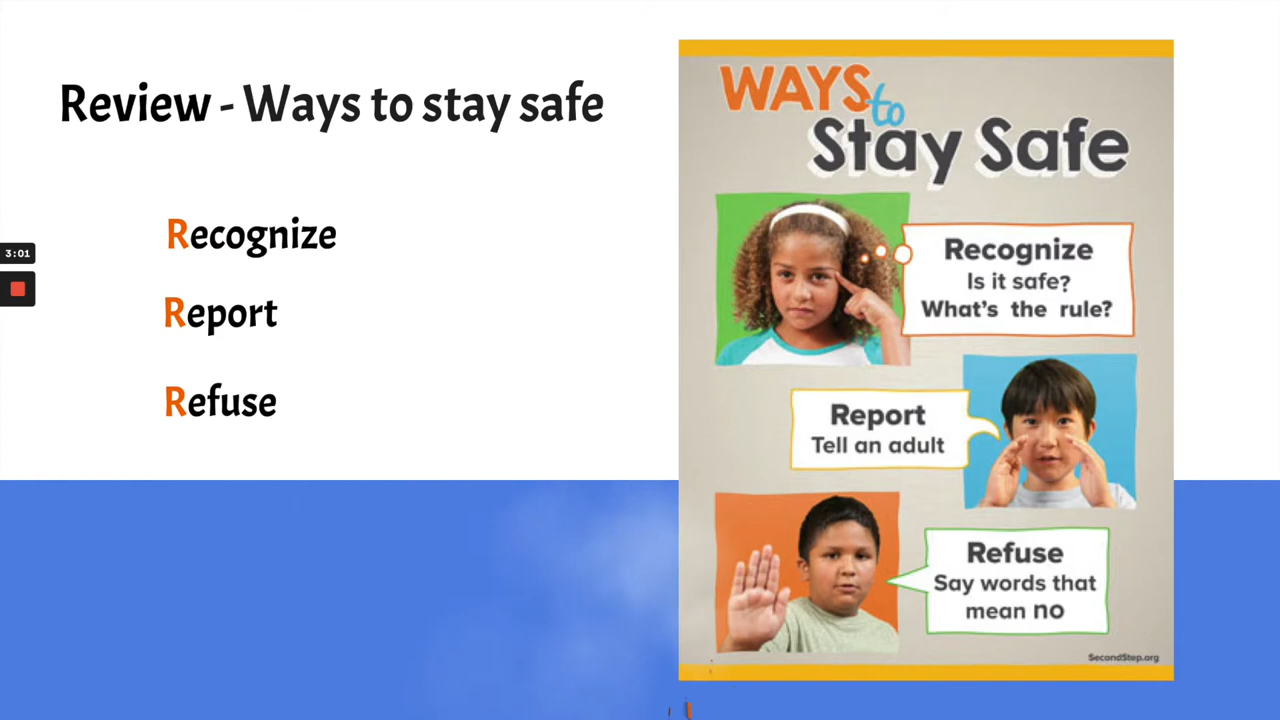 Review - Ways to stay safe
Recognize
Report
Refuse
3:01
WAYS to
Stay Safe
Recognize
Is it safe?
What's the rule?
Report
Tell an adult
Refuse
Say words that
mean no
SecondStep.org